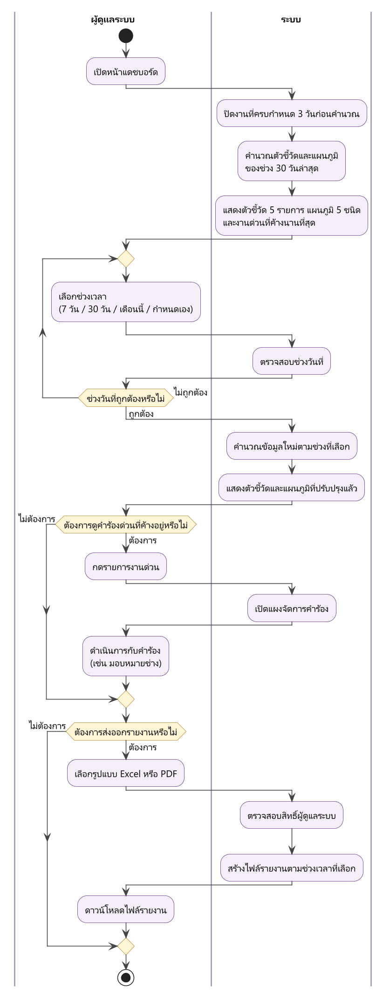 ผู้ดูแลระบบ
ระบบ
เปิดหน้าแดชบอร์ด
ปิดงานที่ครบกำหนด 3 วันก่อนคำนวณ
คำนวณตัวชี้วัดและแผนภูมิ
ของช่วง 30 วันล่าสุด
แสดงตัวชี้วัด 5 รายการ แผนภูมิ 5 ชนิด
และงานด่วนที่ค้างนานที่สุด
เลือกช่วงเวลา
(7 วัน / 30 วัน / เดือนนี้ / กำหนดเอง)
ตรวจสอบช่วงวันที่
ช่วงวันที่ถูกต้องหรือไม่
ไม่ถูกต้อง
ถูกต้อง
คำนวณข้อมูลใหม่ตามช่วงที่เลือก
แสดงตัวชี้วัดและแผนภูมิที่ปรับปรุงแล้ว
ไม่ต้องการ
ต้องการดูคำร้องด่วนที่ค้างอยู่หรือไม่
ต้องการ
กดรายการงานด่วน
เปิดแผงจัดการคำร้อง
ดำเนินการกับคำร้อง
(เช่น มอบหมายช่าง)
ไม่ต้องการ
ต้องการส่งออกรายงานหรือไม่
ต้องการ
เลือกรูปแบบ Excel หรือ PDF
ตรวจสอบสิทธิ์ผู้ดูแลระบบ
สร้างไฟล์รายงานตามช่วงเวลาที่เลือก
ดาวน์โหลดไฟล์รายงาน